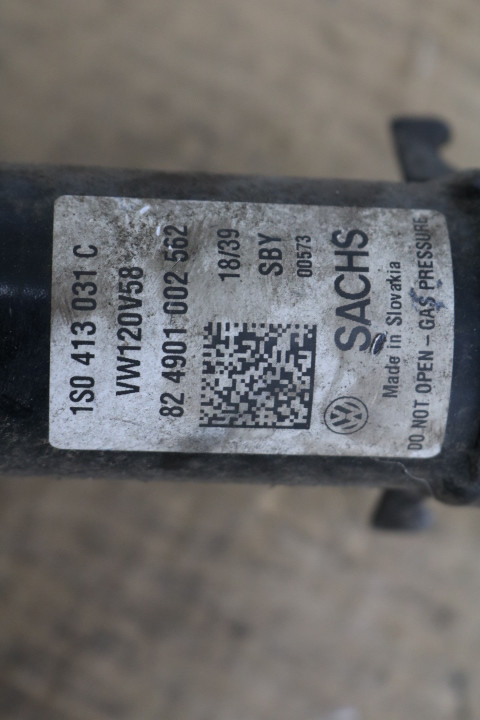 1S0 413 031 C
VW120V58
82 4901 002 562
18/39
SBY
00573
SACHS
Made in Slovakia
DO NOT OPEN - GAS PRESSURE